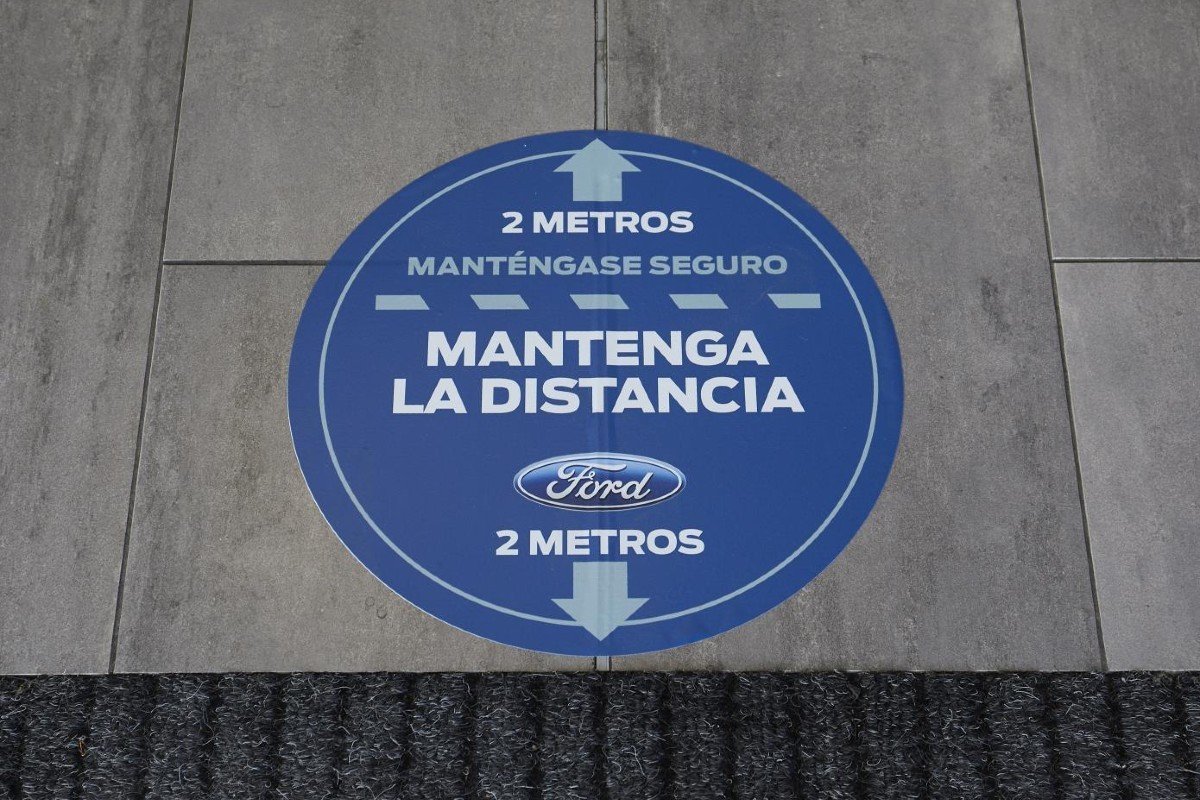 2 METROS
MANTÉNGASE SEGURO
MANTENGA
LA DISTANCIA
Ford
2 METROS